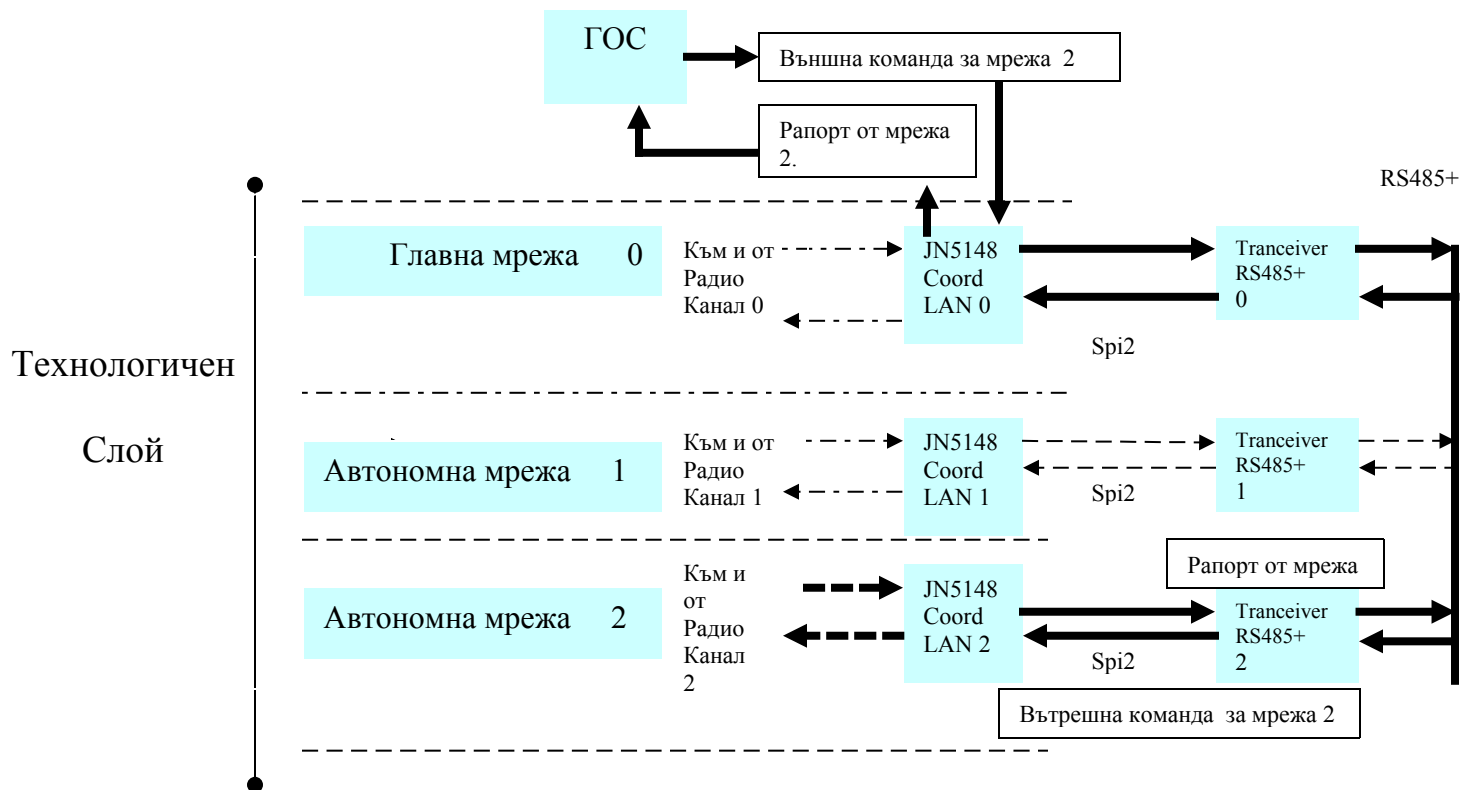 ГОС
Външна команда за мрежа 2
Рапорт от мрежа
2.
RS485+
Технологичен
Слой
Главна мрежа 0
Към и от
Радио
Канал 0
JN5148
Coord
LAN 0
Spi2
Tranceiver
RS485+
0
Автономна мрежа 1
Към и от
Радио
Канал 1
JN5148
Coord
LAN 1
Spi2
Tranceiver
RS485+
1
Рапорт от мрежа
Автономна мрежа 2
Към и
от
Радио
Канал
2
JN5148
Coord
LAN 2
Spi2
Tranceiver
RS485+
2
Вътрешна команда за мрежа 2